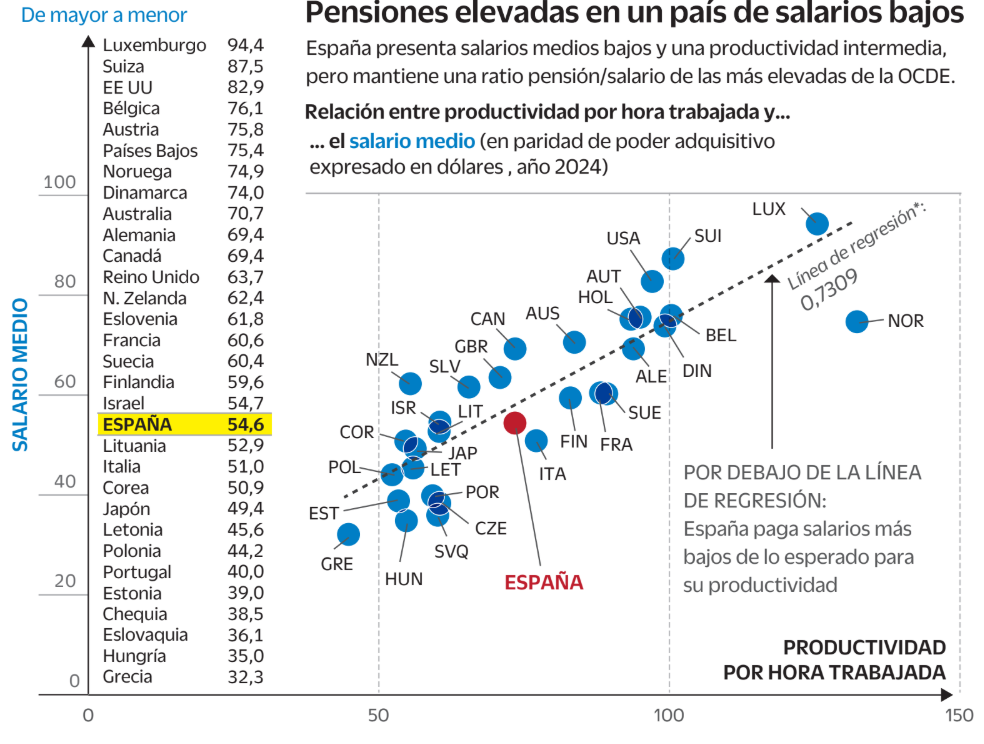 De mayor a menor
Luxemburgo 94,4
Suiza 87,5
EE UU 82,9
Bélgica 76,1
Austria 75,8
Países Bajos 75,4
Noruega 74,9
Dinamarca 74,0
Australia 70,7
Alemania 69,4
Canadá 69,4
Reino Unido 63,7
N. Zelanda 62,4
Eslovenia 61,8
Francia 60,6
Suecia 60,4
Finlandia 59,6
Israel 54,7
ESPAÑA 54,6
Lituania 52,9
Italia 51,0
Corea 50,9
Japón 49,4
Letonia 45,6
Polonia 44,2
Portugal 40,0
Estonia 39,0
Chequia 38,5
Eslovaquia 36,1
Hungría 35,0
Grecia 32,3
Pensiones elevadas en un país de salarios bajos
España presenta salarios medios bajos y una productividad intermedia,
pero mantiene una ratio pensión/salario de las más elevadas de la OCDE.
Relación entre productividad por hora trabajada y...
... el salario medio (en paridad de poder adquisitivo
expresado en dólares , año 2024)
SALARIO MEDIO
100
80
60
40
20
0
0
50
100
150
LUX
SUI
USA
AUT
HOL
BEL
NOR
AUS
CAN
GBR
DIN
ALE
NZL
SLV
ISR
LIT
SUE
FIN
FRA
COR
JAP
ITA
POL
LET
POR
EST
CZE
SVQ
GRE
HUN
ESPAÑA
Línea de regresión*:
0,7309
POR DEBAJO DE LA LÍNEA
DE REGRESIÓN:
España paga salarios más
bajos de lo esperado para
su productividad
PRODUCTIVIDAD
POR HORA TRABAJADA